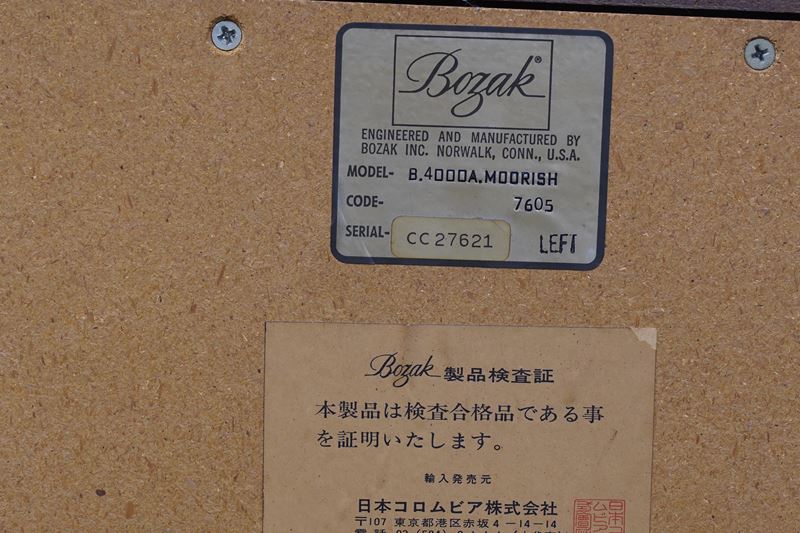 Bozak®
ENGINEERED AND MANUFACTURED BY
BOZAK INC. NORWALK, CONN., U.S.A.
MODEL- B.4000A.MOORISH
CODE- 7605
SERIAL- CC27621 LEFT
Bozak 製品検査証
本製品は検査合格品である事
を証明いたします。
輸入発売元
日本コロムビア株式会社
〒107 東京都港区赤坂4-14-14